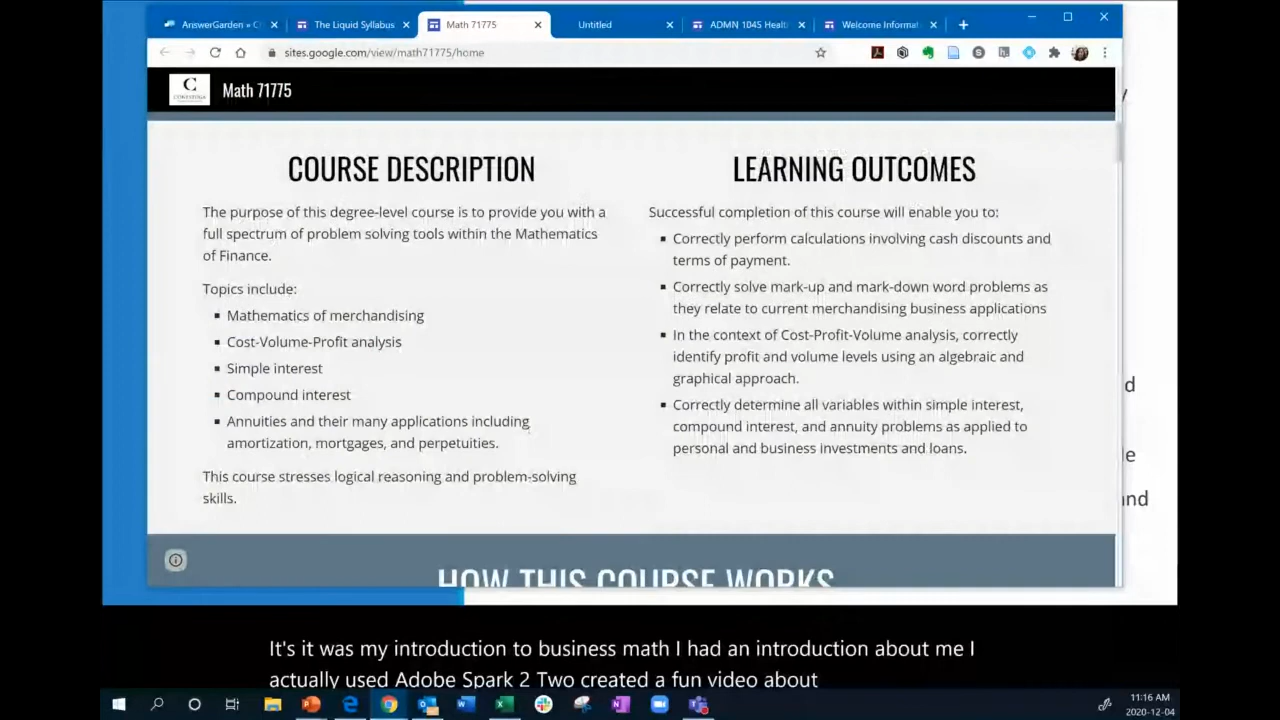 AnswerGarden » C
The Liquid Syllabus
Math 71775
Untitled
ADMN 1045 Healt
Welcome Informat
sites.google.com/view/math71775/home
C
CONESTOGA
Math 71775
COURSE DESCRIPTION
The purpose of this degree-level course is to provide you with a
full spectrum of problem solving tools within the Mathematics
of Finance.
Topics include:
Mathematics of merchandising
Cost-Volume-Profit analysis
Simple interest
Compound interest
Annuities and their many applications including
amortization, mortgages, and perpetuities.
This course stresses logical reasoning and problem-solving
skills.
LEARNING OUTCOMES
Successful completion of this course will enable you to:
Correctly perform calculations involving cash discounts and
terms of payment.
Correctly solve mark-up and mark-down word problems as
they relate to current merchandising business applications
In the context of Cost-Profit-Volume analysis, correctly
identify profit and volume levels using an algebraic and
graphical approach.
Correctly determine all variables within simple interest,
compound interest, and annuity problems as applied to
personal and business investments and loans.
HOW THIS COURSE WORKS
y
d
le
and
It's it was my introduction to business math I had an introduction about me I
actually used Adobe Spark 2 Two created a fun video about
11:16 AM
2020-12-04